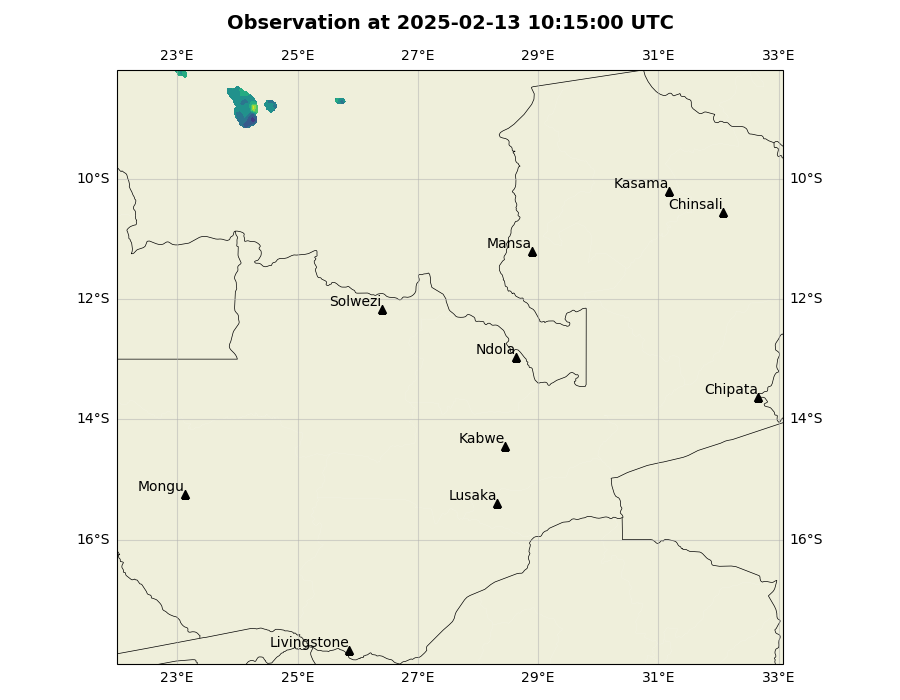 Observation at 2025-02-13 10:15:00 UTC
23°E 25°E 27°E 29°E 31°E 33°E
10°S 10°S
Kasama
Chinsali
Mansa
12°S 12°S
Solwezi
Ndola
Chipata
14°S 14°S
Kabwe
Mongu
Lusaka
16°S 16°S
Livingstone
23°E 25°E 27°E 29°E 31°E 33°E